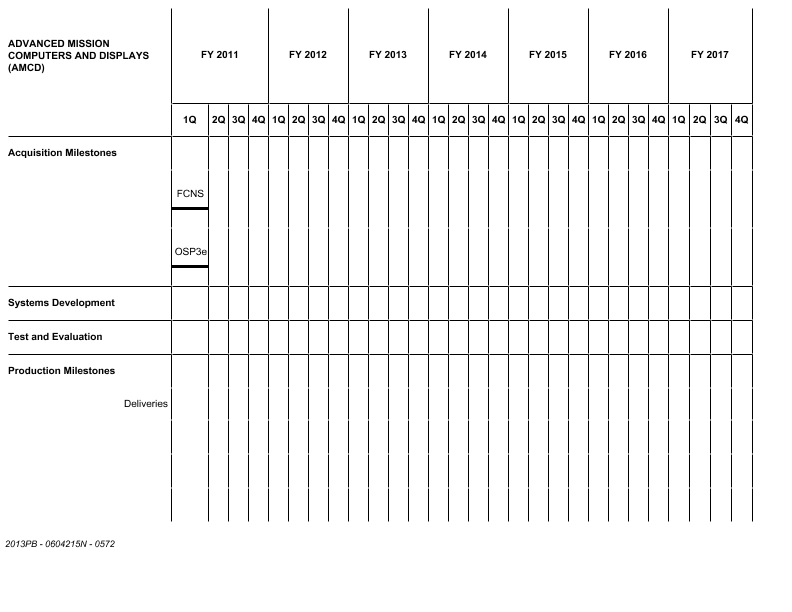 ADVANCED MISSION
COMPUTERS AND DISPLAYS
(AMCD)
FY 2011 FY 2012 FY 2013 FY 2014 FY 2015 FY 2016 FY 2017
1Q 2Q 3Q 4Q 1Q 2Q 3Q 4Q 1Q 2Q 3Q 4Q 1Q 2Q 3Q 4Q 1Q 2Q 3Q 4Q 1Q 2Q 3Q 4Q 1Q 2Q 3Q 4Q
Acquisition Milestones
FCNS
OSP3e
Systems Development
Test and Evaluation
Production Milestones
Deliveries
2013PB - 0604215N - 0572